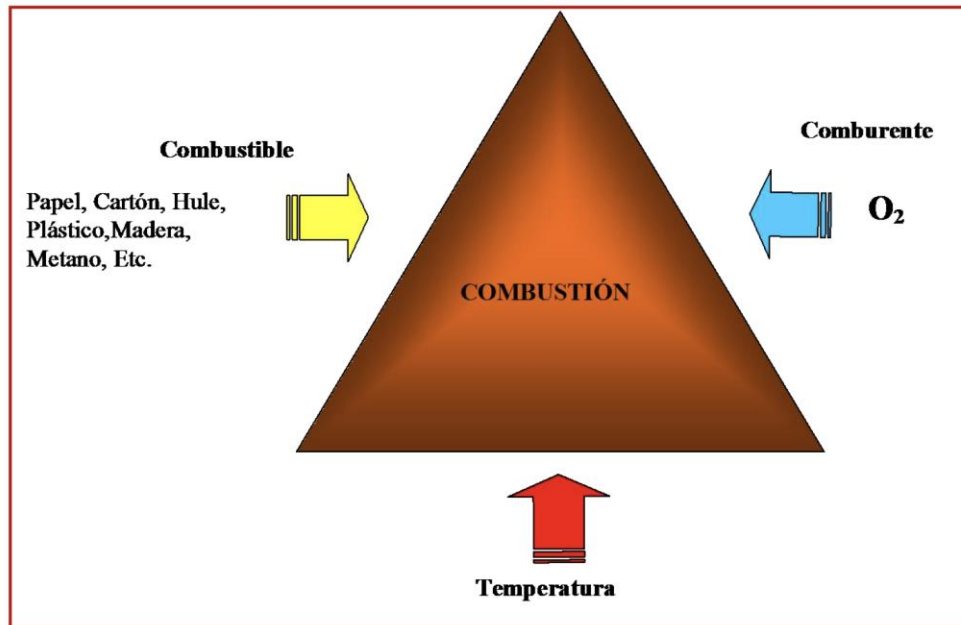 Combustible
Papel, Cartón, Hule,
Plástico,Madera,
Metano, Etc.
Comburente
O₂
COMBUSTIÓN
Temperatura